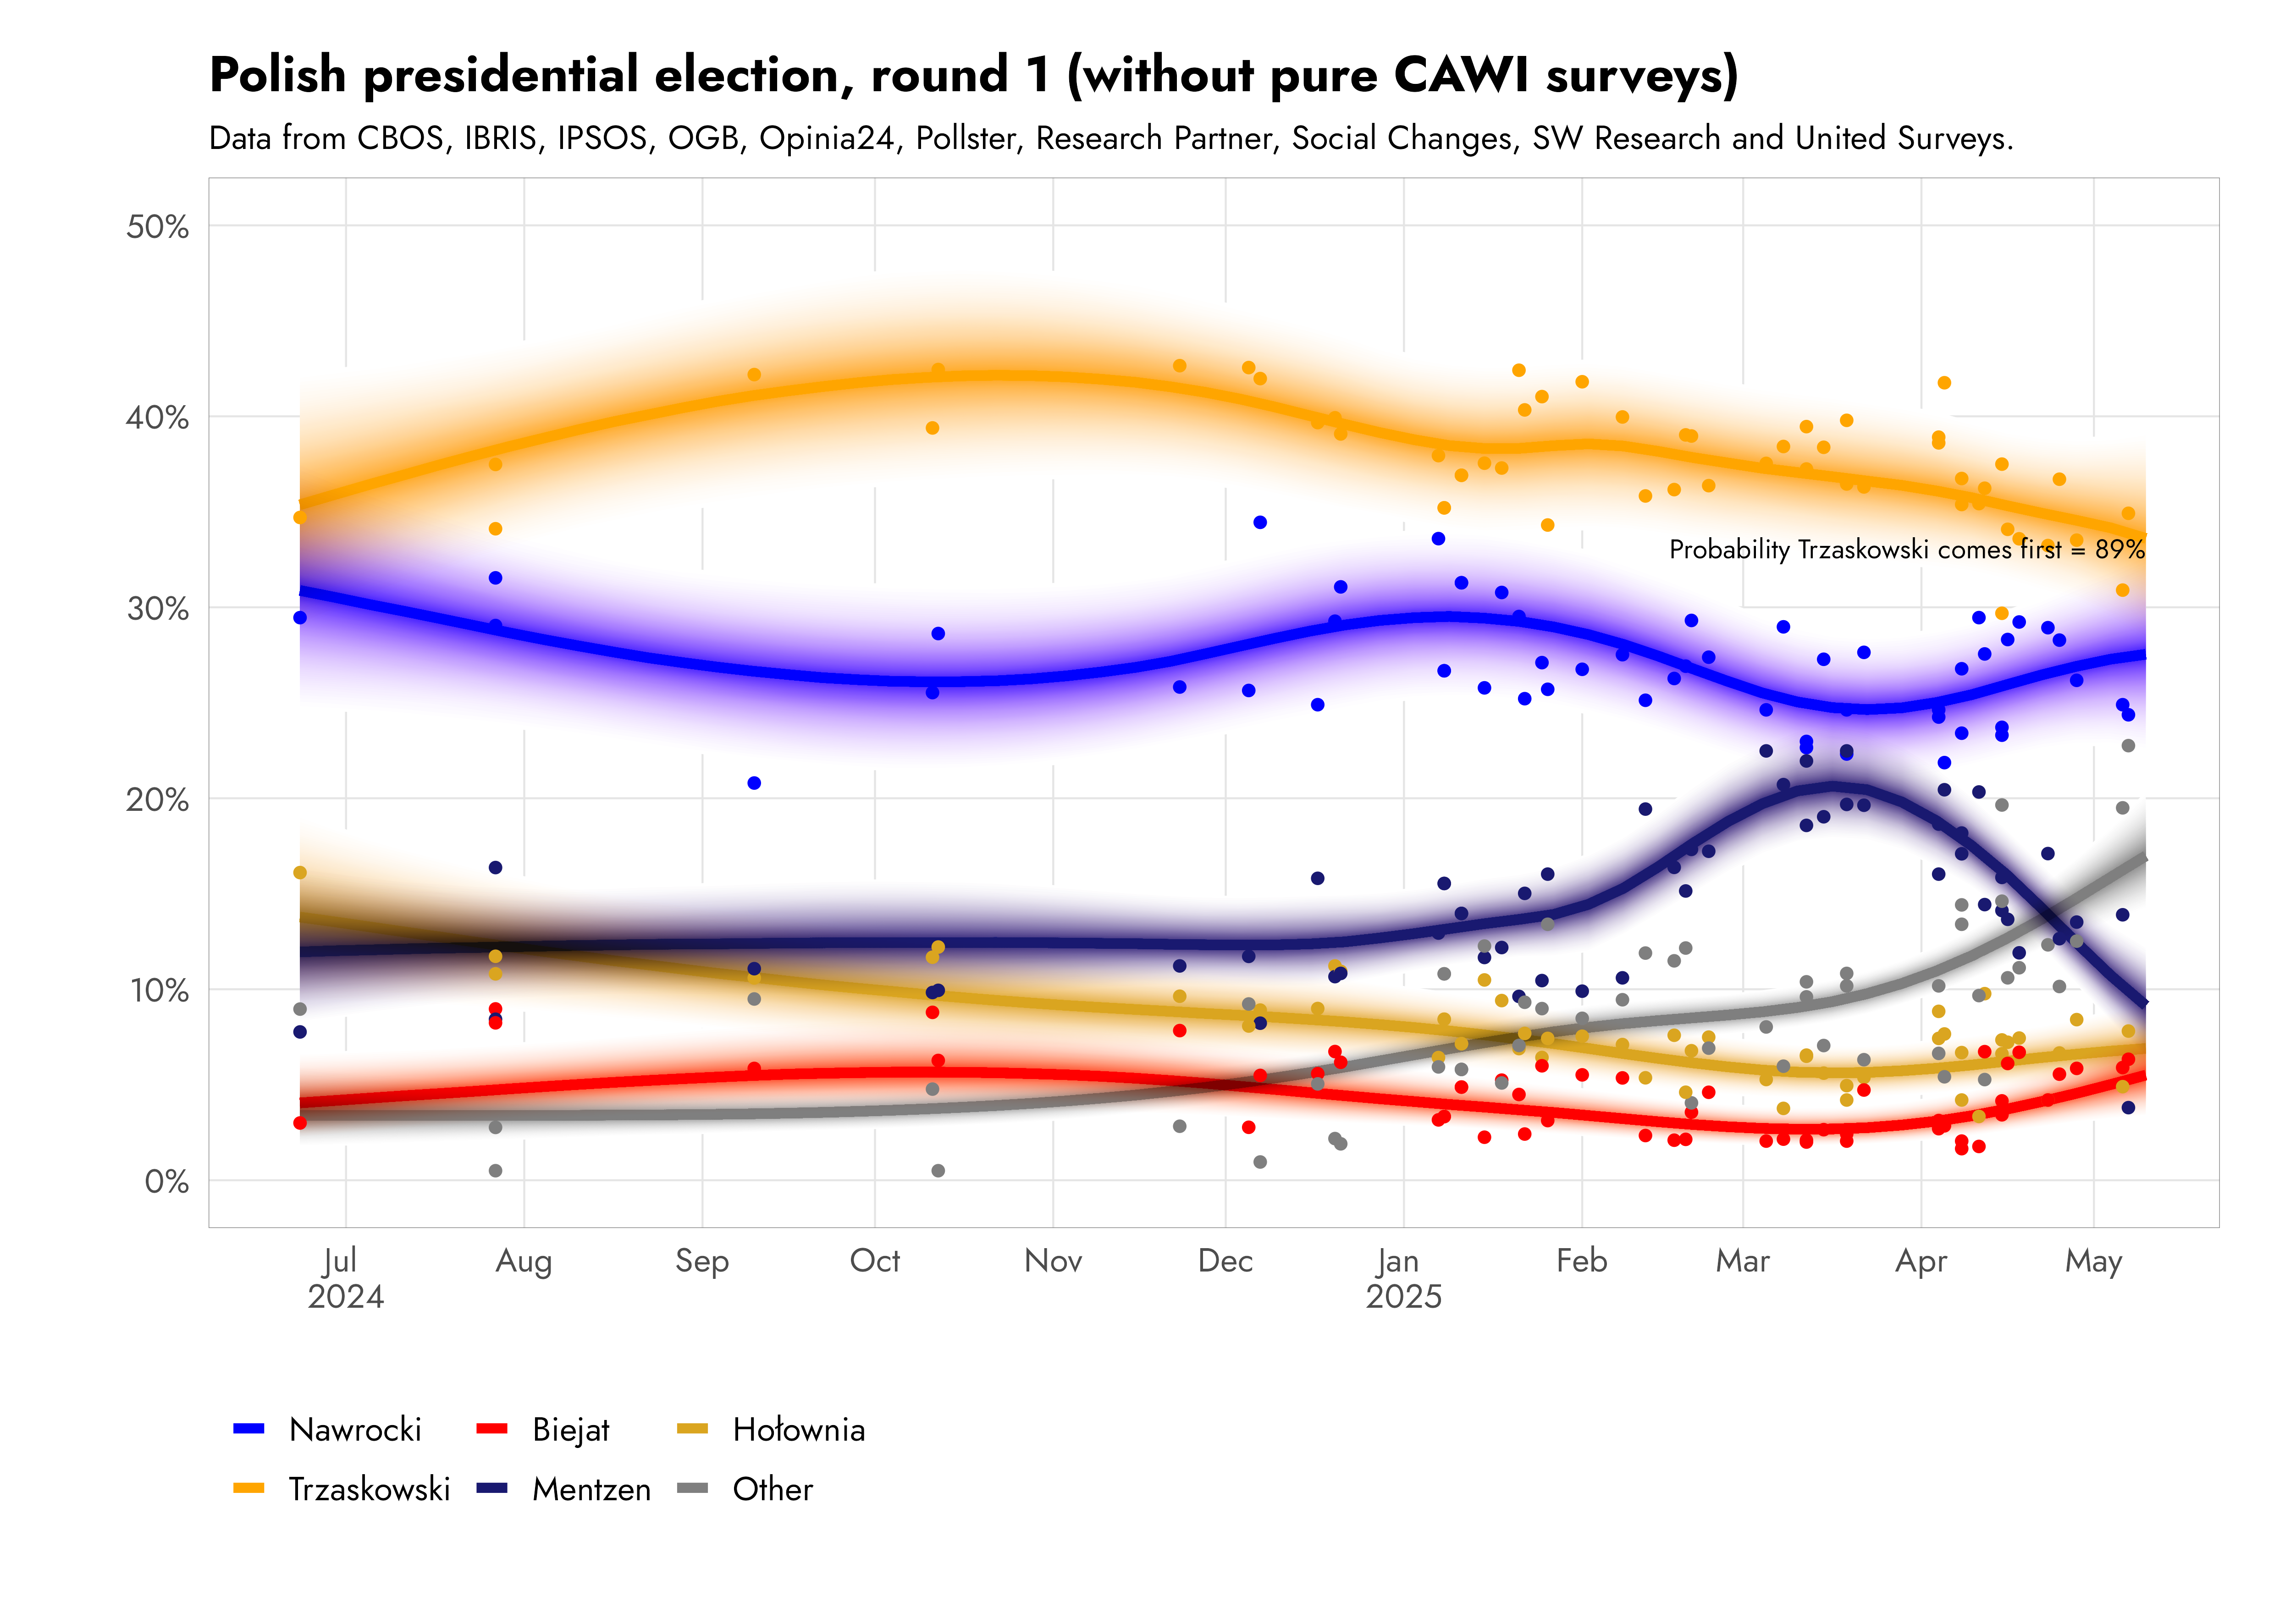 Polish presidential election, round 1 (without pure CAWI surveys)
Data from CBOS, IBRIS, IPSOS, OGB, Opinia24, Pollster, Research Partner, Social Changes, SW Research and United Surveys.
50%
40%
30%
20%
10%
0%
Probability Trzaskowski comes first = 89%
Jul Aug Sep Oct Nov Dec Jan Feb Mar Apr May
2024 2025
Nawrocki Biejat Hołownia
Trzaskowski Mentzen Other